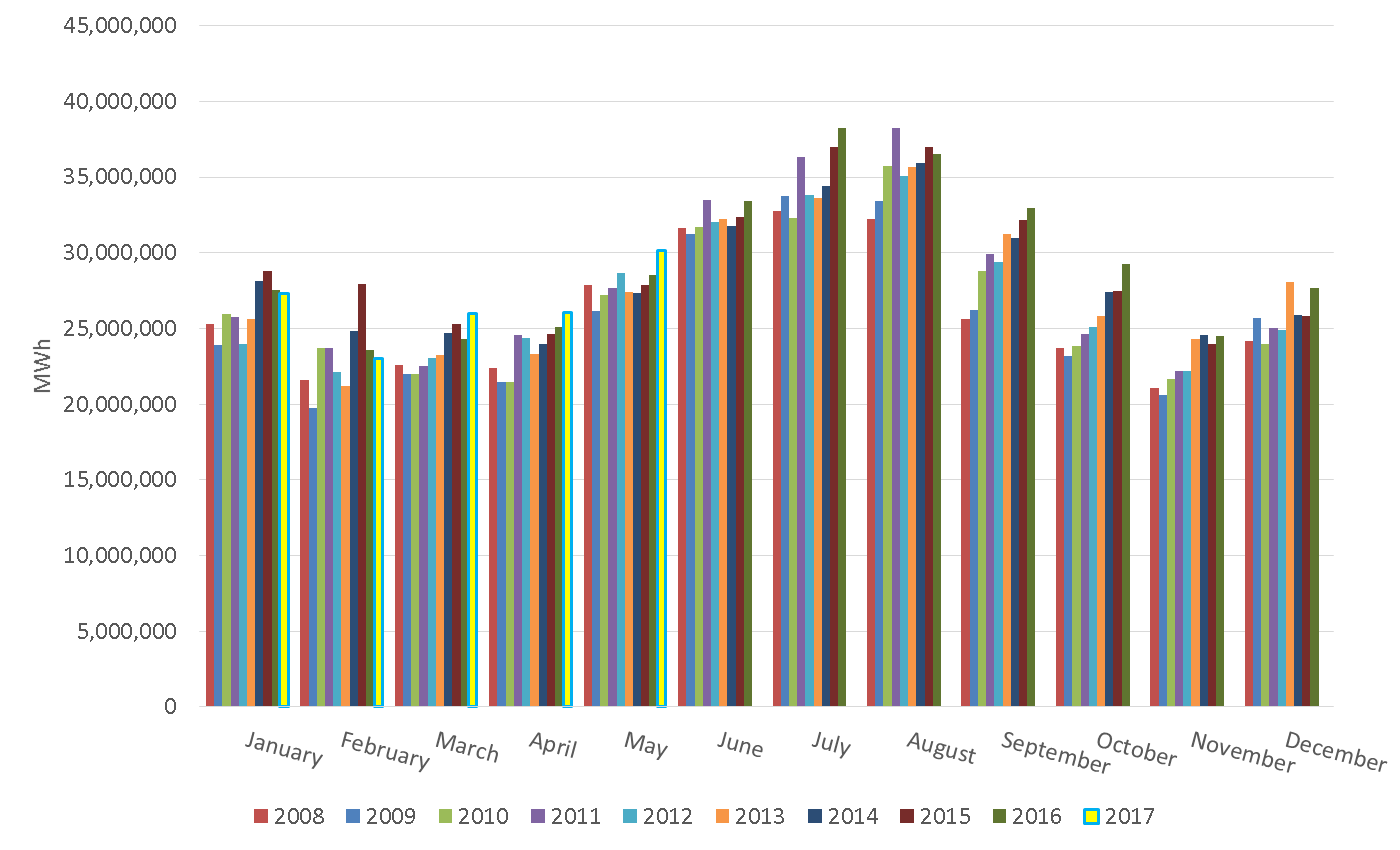 45,000,000
40,000,000
35,000,000
30,000,000
25,000,000
20,000,000
15,000,000
10,000,000
5,000,000
0
MWh
January
February
March
April
May
June
July
August
September
October
November
December
2008 2009 2010 2011 2012 2013 2014 2015 2016 2017